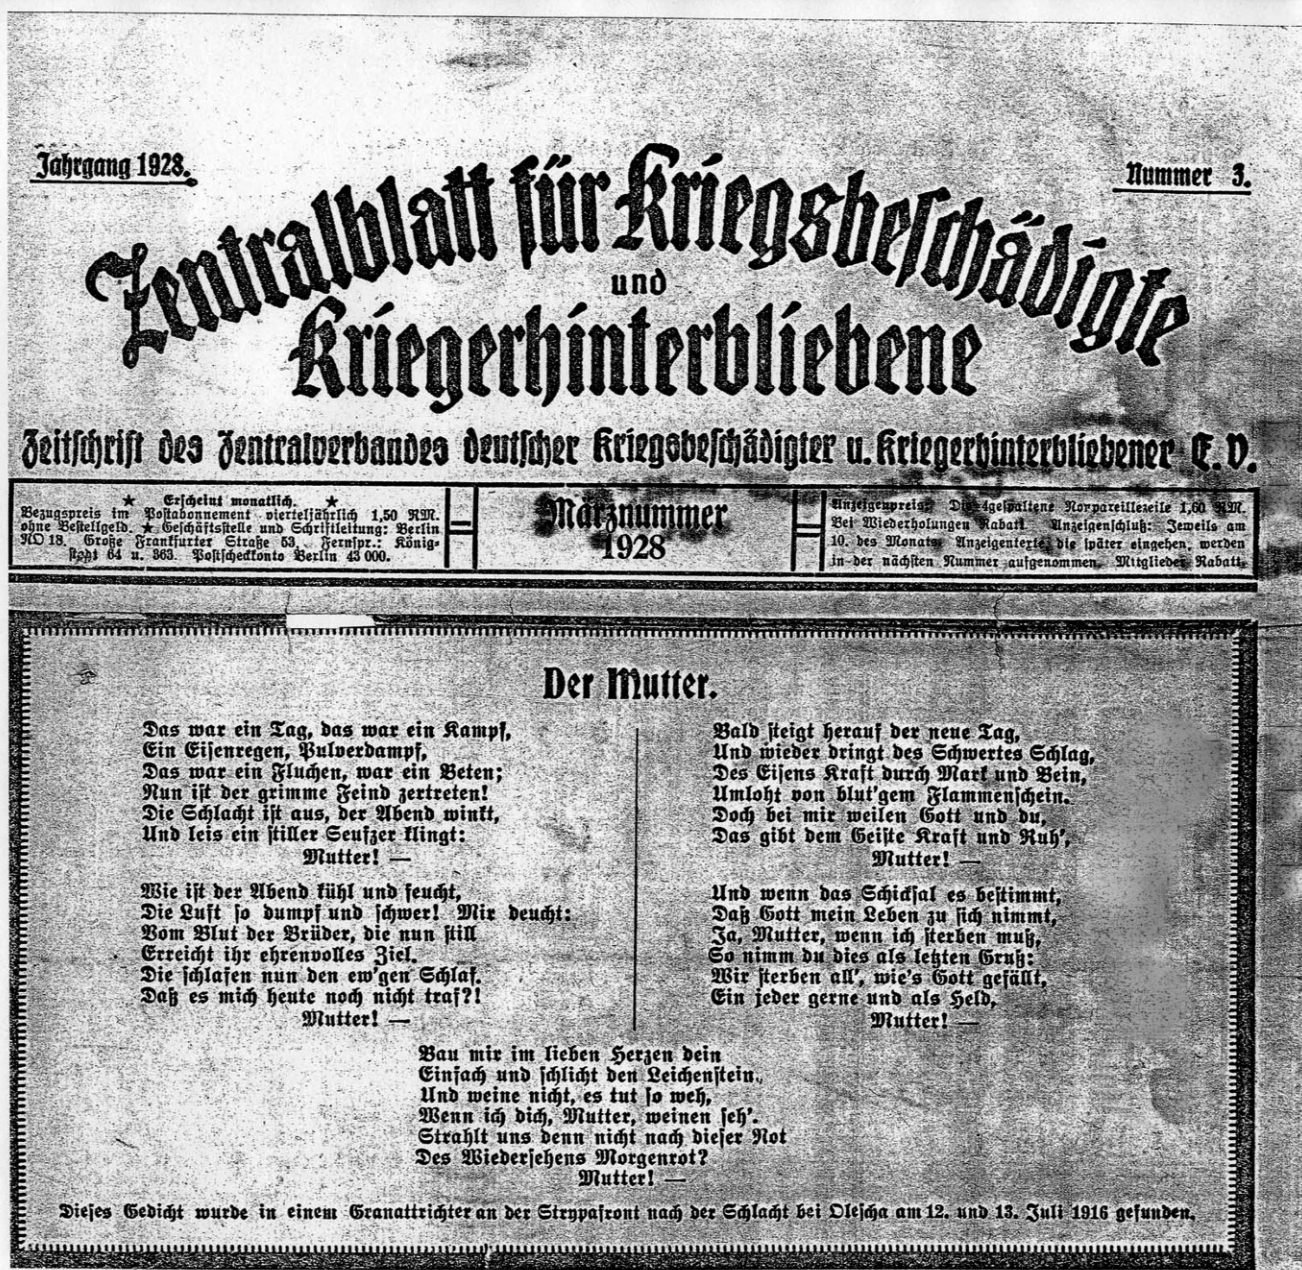 Jahrgang 1928.
Nummer 3.
Zentralblatt für Kriegsbeschädigte
und
Kriegerhinterbliebene
Zeitschrift des Zentralverbandes deutscher Kriegsbeschädigter u. Kriegerhinterbliebener E. V.
★ Erscheint monatlich. ★
Bezugspreis im Postabonnement vierteljährlich 1,50 RM.
ohne Bestellgeld. ★ Geschäftsstelle und Schriftleitung: Berlin
NO 18, Große Frankfurter Straße 53, Fernspr.: König-
stadt 64 u. 363. Postscheckkonto Berlin 43 000.
Märznummer
1928
Anzeigenpreis: Die 4gespaltene Nonpareillezeile 1,60 RM.
Bei Wiederholungen Rabatt. Anzeigenschluß: Jeweils am
10. des Monats. Anzeigentexte, die später eingehen, werden
in der nächsten Nummer aufgenommen. Mitglieder Rabatt.
Der Mutter.
Das war ein Tag, das war ein Kampf,
Ein Eisenregen, Pulverdampf,
Das war ein Fluchen, war ein Beten;
Nun ist der grimme Feind zertreten!
Die Schlacht ist aus, der Abend winkt,
Und leis ein stiller Seufzer klingt:
Mutter! —
Wie ist der Abend kühl und feucht,
Die Luft so dumpf und schwer! Mir deucht:
Vom Blut der Brüder, die nun still
Erreicht ihr ehrenvolles Ziel.
Die schlafen nun den ew'gen Schlaf.
Daß es mich heute noch nicht traf?!
Mutter! —
Bald steigt herauf der neue Tag,
Und wieder dringt des Schwertes Schlag,
Des Eisens Kraft durch Mark und Bein,
Umloht von blut'gem Flammenschein.
Doch bei mir weilen Gott und du,
Das gibt dem Geiste Kraft und Ruh',
Mutter! —
Und wenn das Schicksal es bestimmt,
Daß Gott mein Leben zu sich nimmt,
Ja, Mutter, wenn ich sterben muß,
So nimm du dies als letzten Gruß:
Wir sterben all', wie's Gott gefällt,
Ein jeder gerne und als Held,
Mutter! —
Bau mir im lieben Herzen dein
Einfach und schlicht den Leichenstein,
Und weine nicht, es tut so weh,
Wenn ich dich, Mutter, weinen seh'.
Strahlt uns denn nicht nach dieser Not
Des Wiedersehens Morgenrot?
Mutter! —
Dieses Gedicht wurde in einem Granattrichter an der Strypafront nach der Schlacht bei Olescha am 12. und 13. Juli 1916 gefunden.